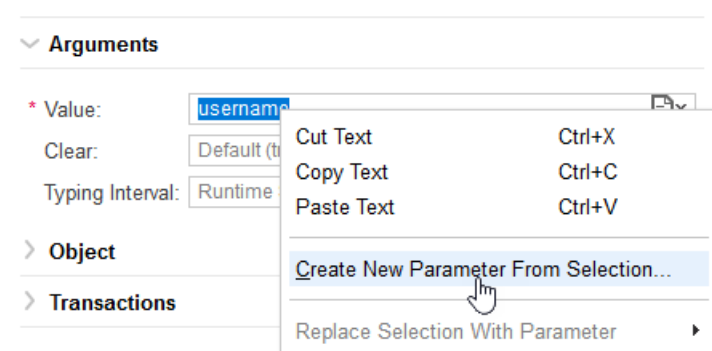 Arguments
* Value: username
Cut Text Ctrl+X
Clear: Default (t
Copy Text Ctrl+C
Typing Interval: Runtime
Paste Text Ctrl+V
Object
Create New Parameter From Selection...
Transactions
Replace Selection With Parameter